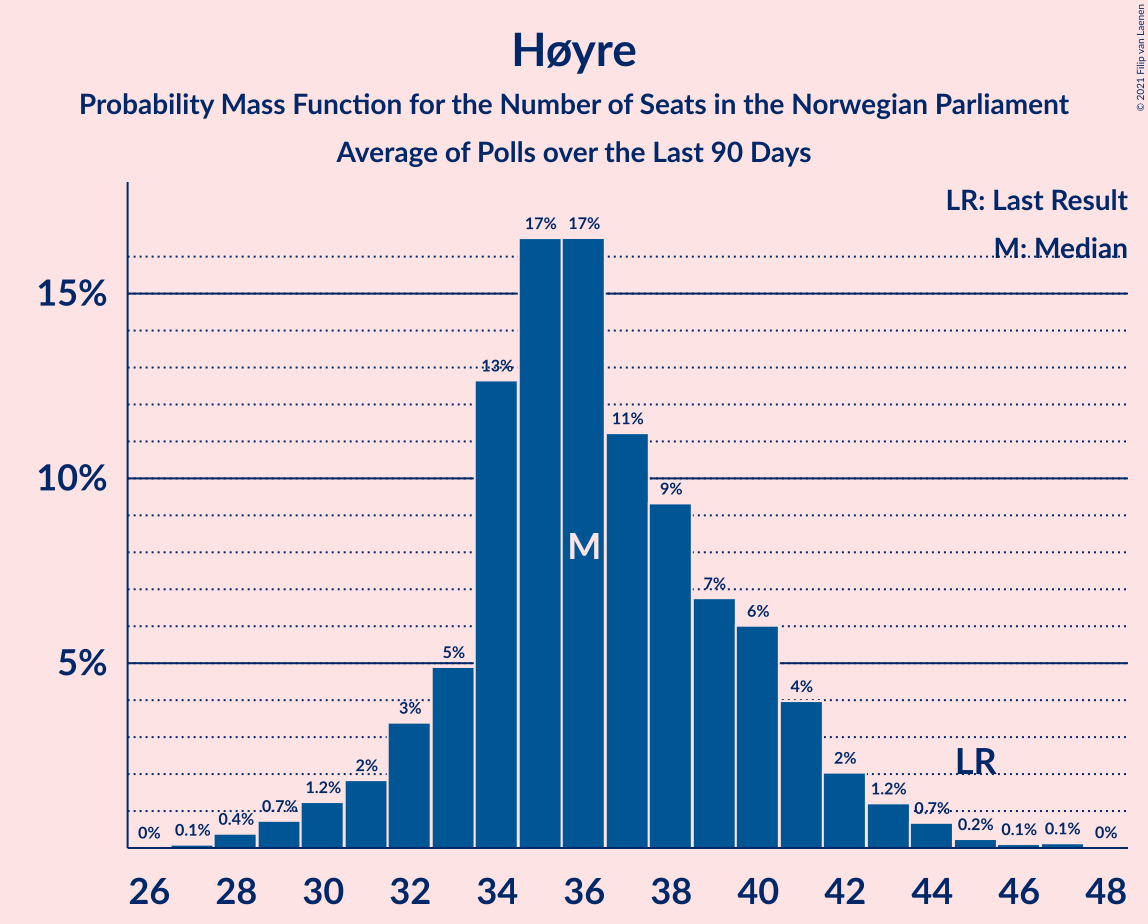 Høyre
Probability Mass Function for the Number of Seats in the Norwegian Parliament
Average of Polls over the Last 90 Days
© 2021 Filip van Laenen
LR: Last Result
M: Median
15%
10%
5%
0%
0.1%
0.4%
0.7%
1.2%
2%
3%
5%
13%
17%
17%
11%
9%
7%
6%
4%
2%
1.2%
0.7%
0.2%
0.1%
0.1%
0%
M
LR
26 28 30 32 34 36 38 40 42 44 46 48